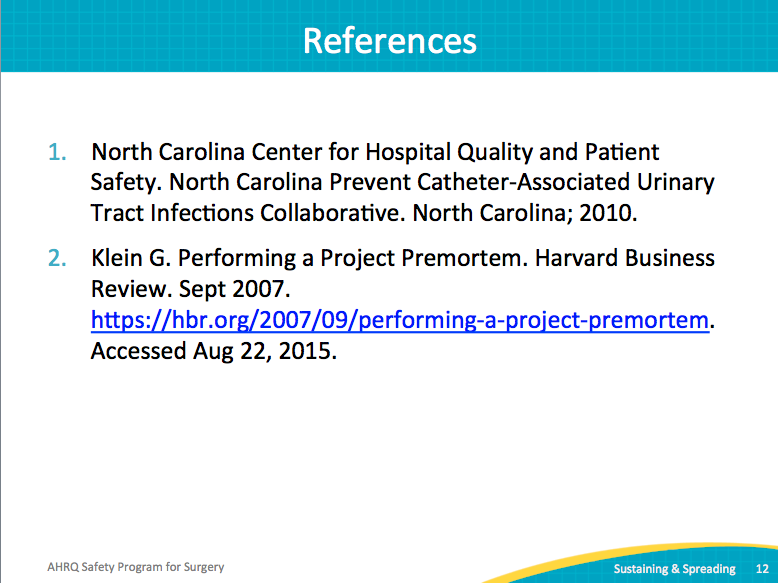 References
1. North Carolina Center for Hospital Quality and Patient
Safety. North Carolina Prevent Catheter-Associated Urinary
Tract Infections Collaborative. North Carolina; 2010.
2. Klein G. Performing a Project Premortem. Harvard Business
Review. Sept 2007.
https://hbr.org/2007/09/performing-a-project-premortem.
Accessed Aug 22, 2015.
AHRQ Safety Program for Surgery
Sustaining & Spreading 12